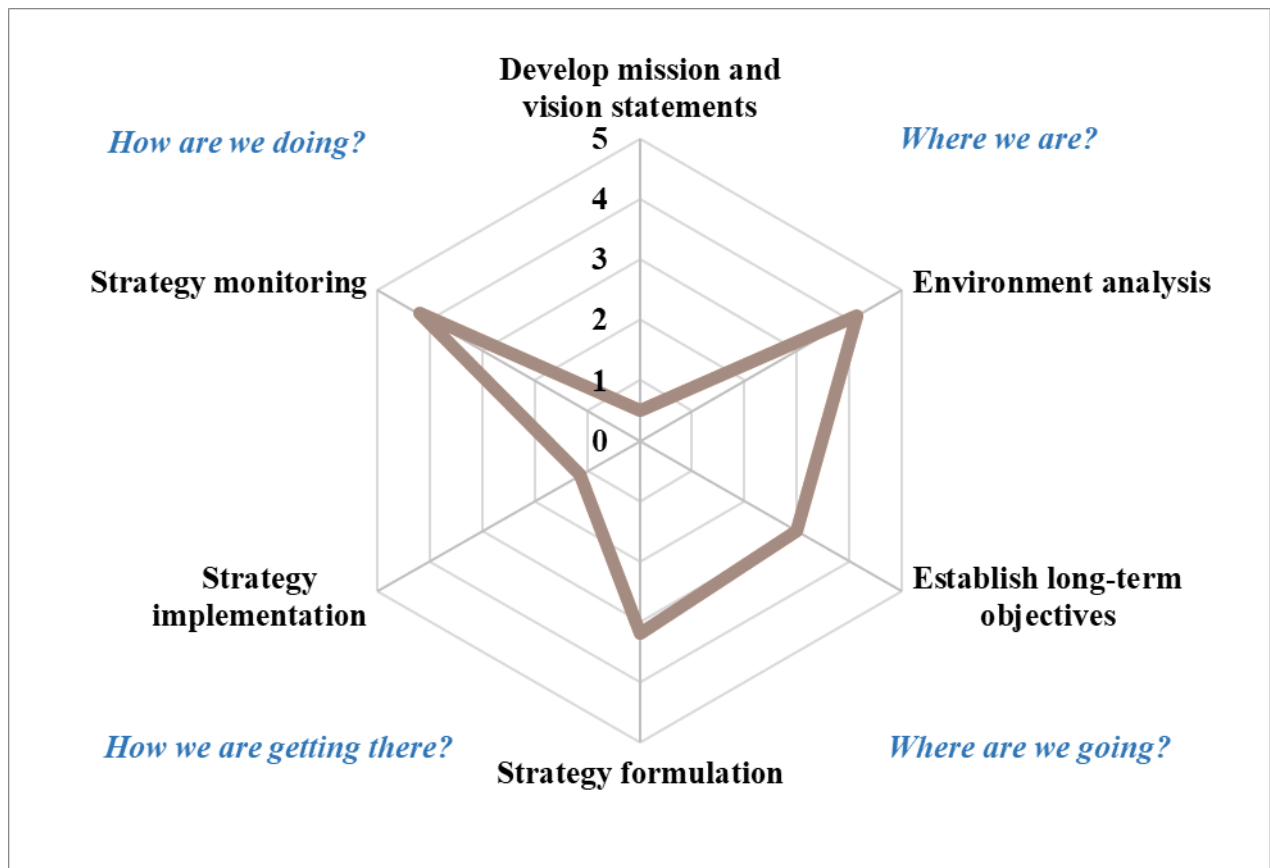 Develop mission and
vision statements
How are we doing?
Where we are?
5
4
3
2
1
0
Strategy monitoring
Environment analysis
Strategy
implementation
Establish long-term
objectives
How we are getting there?
Where are we going?
Strategy formulation